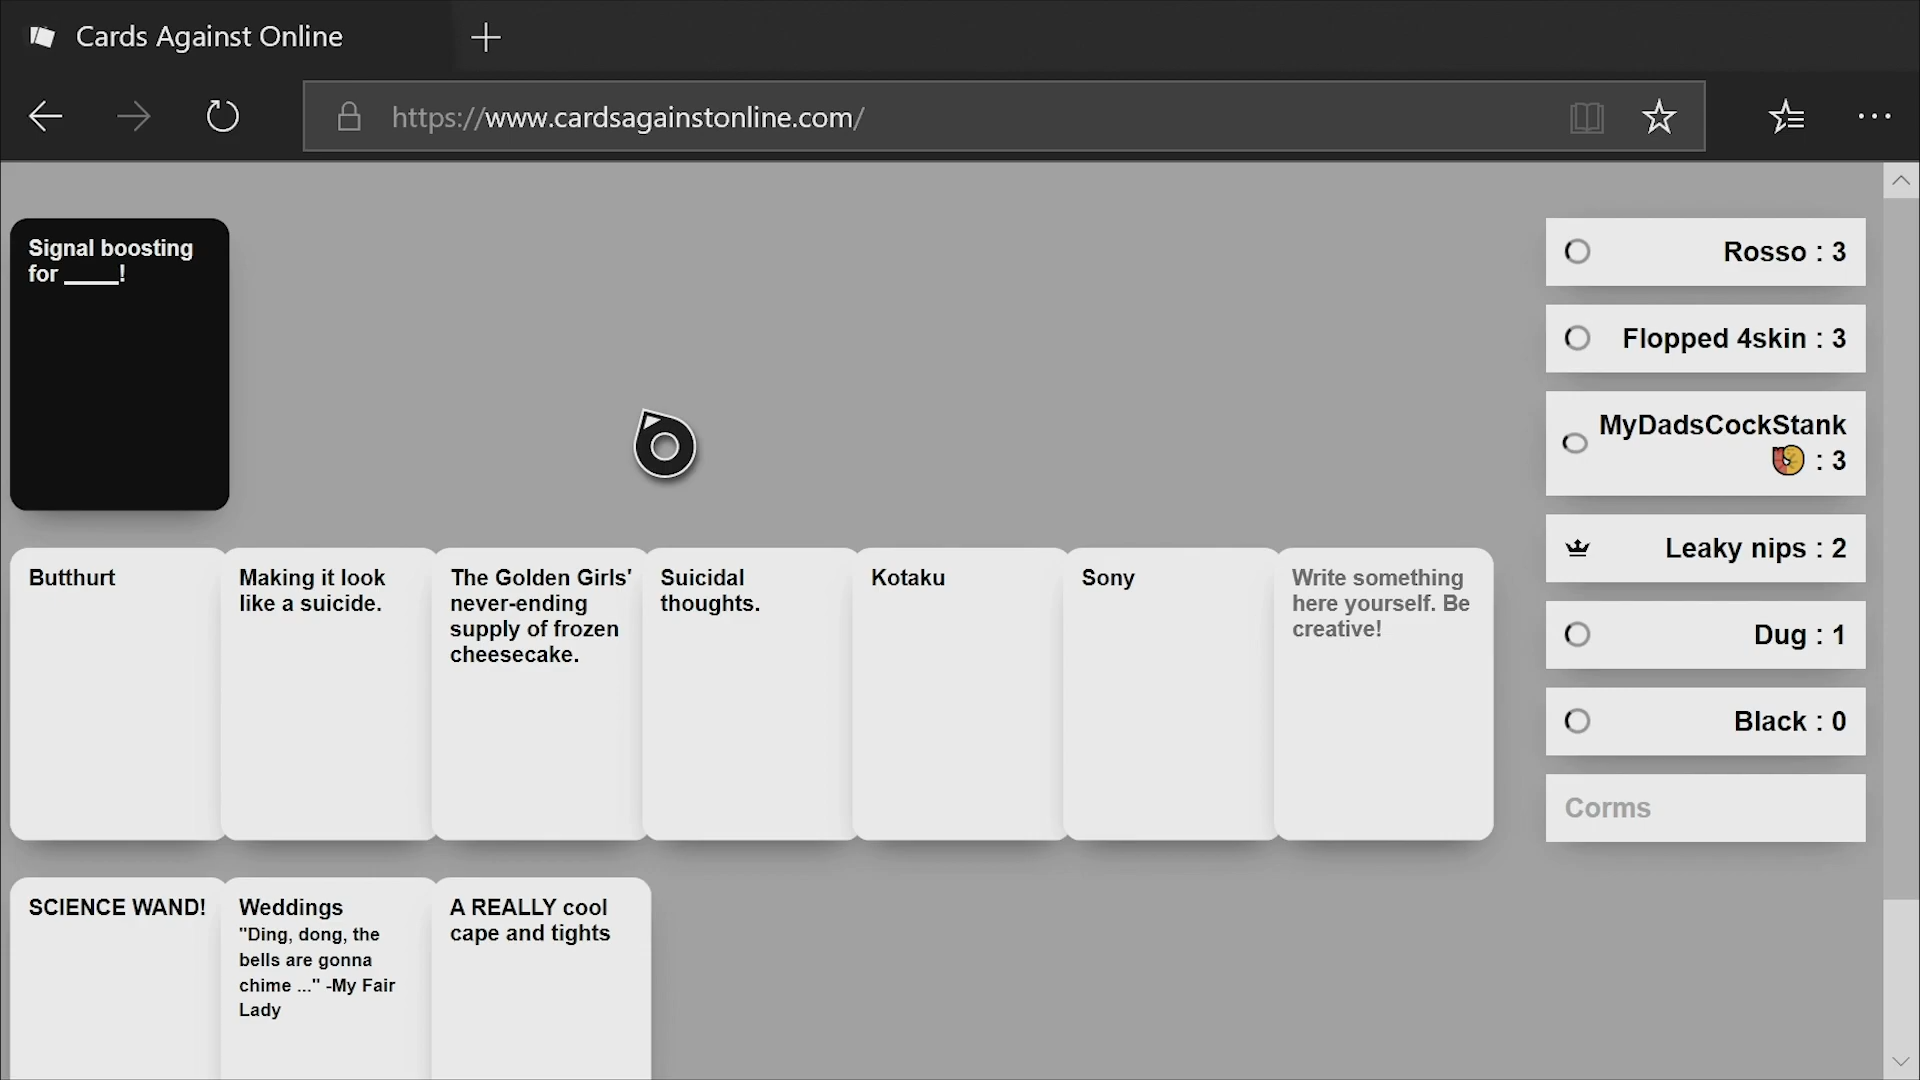 Cards Against Online
https://www.cardsagainstonline.com/
Signal boosting
for _____!
Rosso : 3
Flopped 4skin : 3
MyDadsCockStank
: 3
Leaky nips : 2
Dug : 1
Black : 0
Corms
Butthurt
Making it look
like a suicide.
The Golden Girls'
never-ending
supply of frozen
cheesecake.
Suicidal
thoughts.
Kotaku
Sony
Write something
here yourself. Be
creative!
SCIENCE WAND!
Weddings
"Ding, dong, the
bells are gonna
chime ..." -My Fair
Lady
A REALLY cool
cape and tights